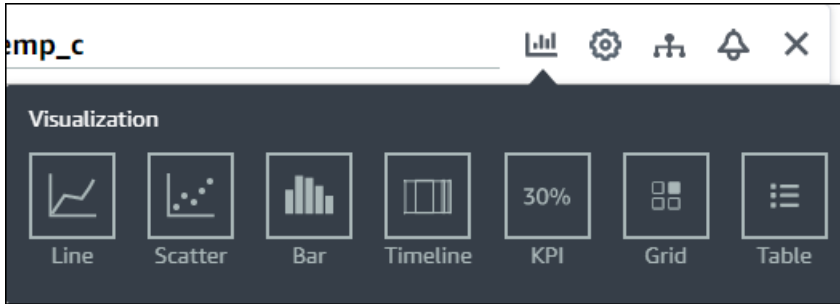 emp_c
Visualization
30%
Line Scatter Bar Timeline KPI Grid Table